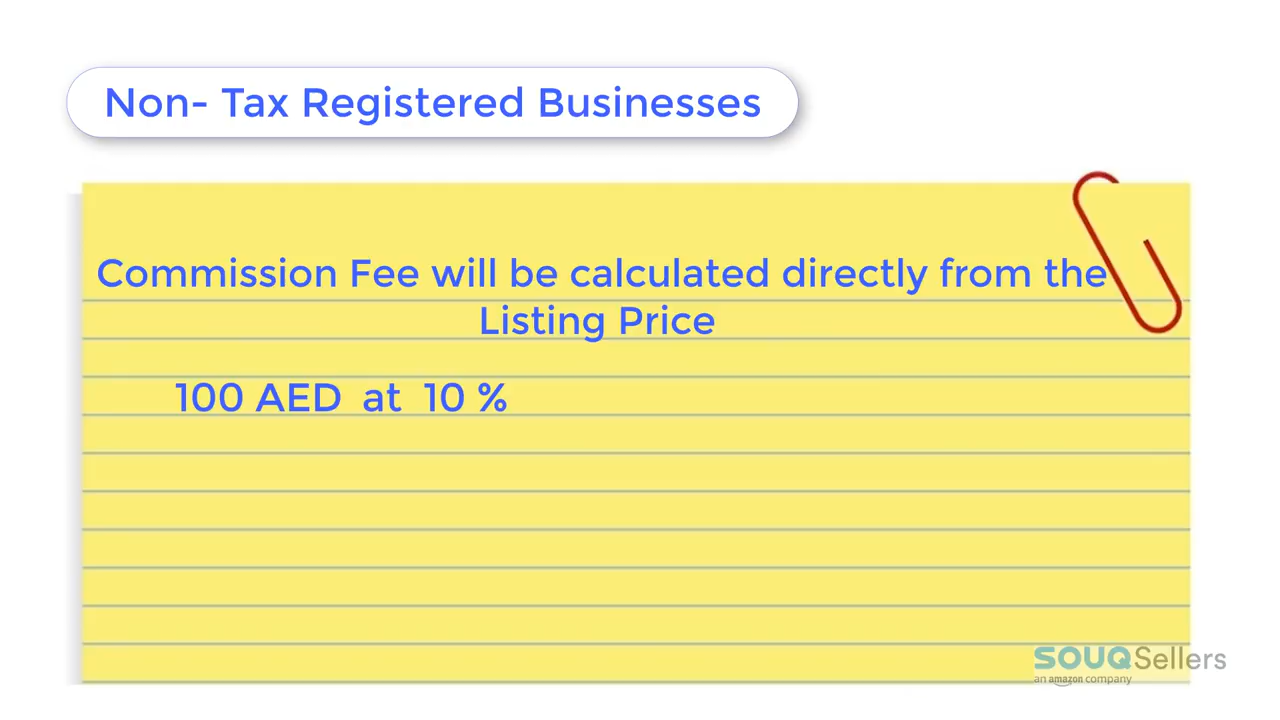 Non- Tax Registered Businesses
Commission Fee will be calculated directly from the
Listing Price
100 AED at 10 %
SOUQSellers
an amazon company